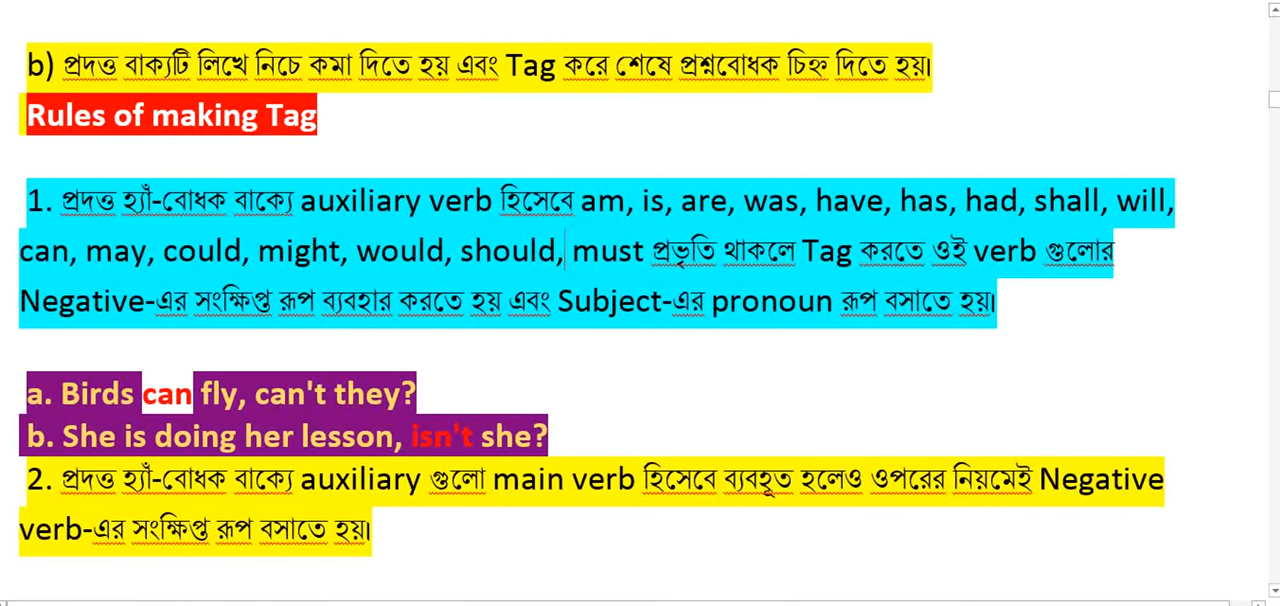 b) প্রদত্ত বাক্যটি লিখে নিচে কমা দিতে হয় এবং Tag করে শেষে প্রশ্নবোধক চিহ্ন দিতে হয়।
Rules of making Tag
1. প্রদত্ত হ্যাঁ-বোধক বাক্যে auxiliary verb হিসেবে am, is, are, was, have, has, had, shall, will,
can, may, could, might, would, should, must প্রভৃতি থাকলে Tag করতে ওই verb গুলোর
Negative-এর সংক্ষিপ্ত রূপ ব্যবহার করতে হয় এবং Subject-এর pronoun রূপ বসাতে হয়।
a. Birds can fly, can't they?
b. She is doing her lesson, isn't she?
2. প্রদত্ত হ্যাঁ-বোধক বাক্যে auxiliary গুলো main verb হিসেবে ব্যবহূত হলেও ওপরের নিয়মেই Negative
verb-এর সংক্ষিপ্ত রূপ বসাতে হয়।